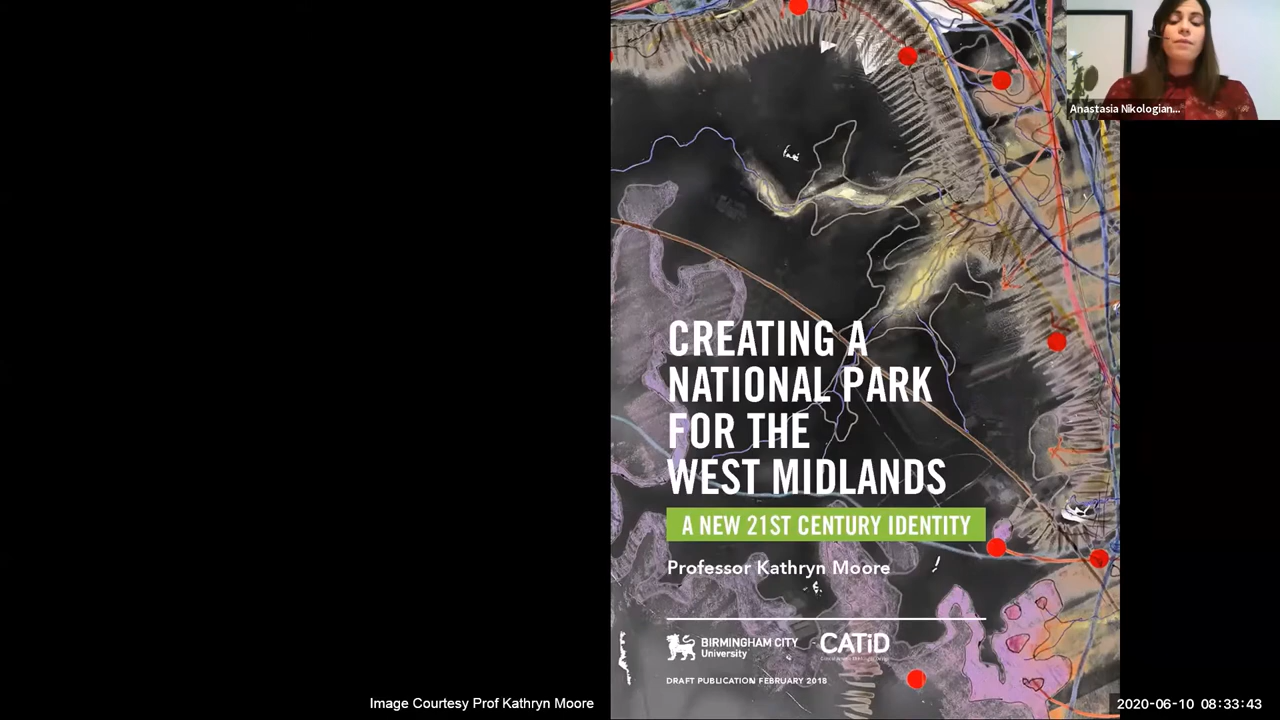 Anastasia Nikologian...
CREATING A
NATIONAL PARK
FOR THE
WEST MIDLANDS
A NEW 21ST CENTURY IDENTITY
Professor Kathryn Moore
BIRMINGHAM CITY
University
CATiD
DRAFT PUBLICATION FEBRUARY 2018
Image Courtesy Prof Kathryn Moore
2020-06-10 08:33:43